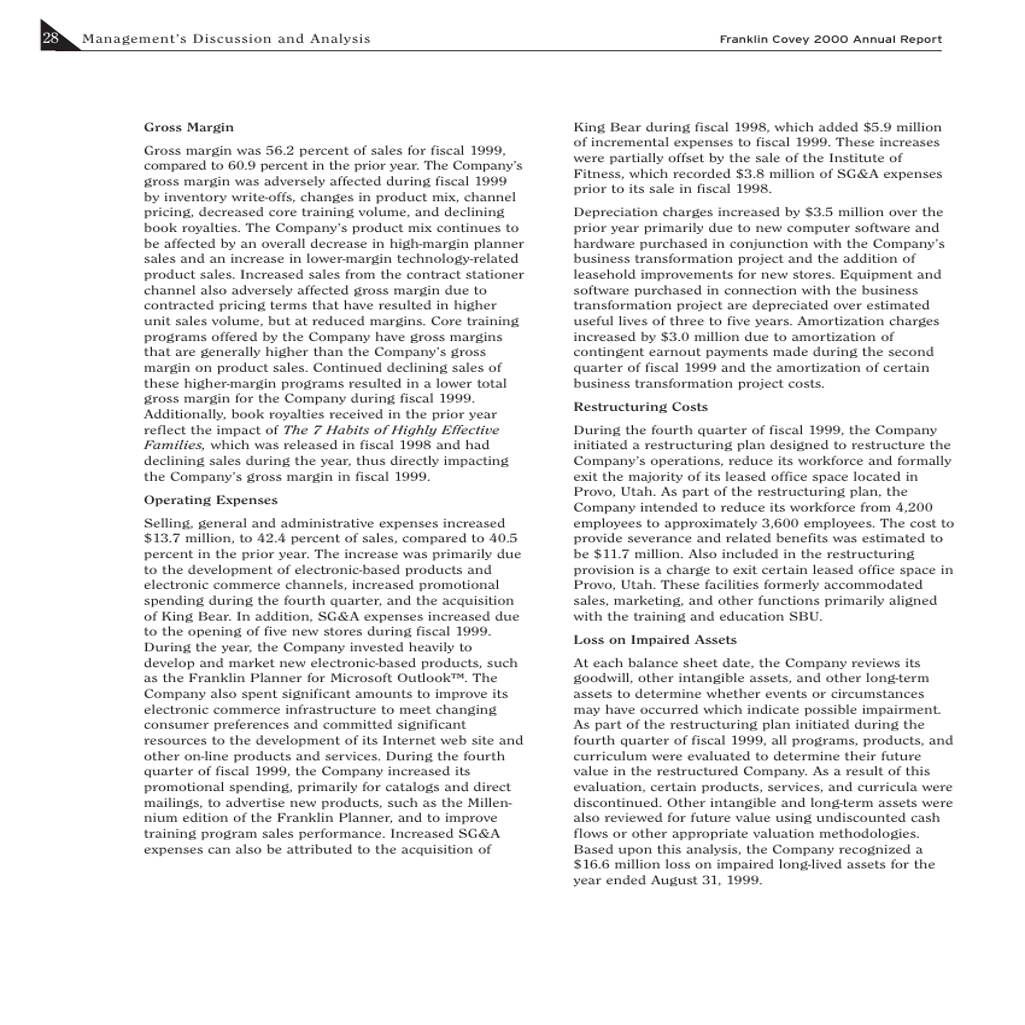 28 Management's Discussion and Analysis
Franklin Covey 2000 Annual Report
Gross Margin
Gross margin was 56.2 percent of sales for fiscal 1999,
compared to 60.9 percent in the prior year. The Company's
gross margin was adversely affected during fiscal 1999
by inventory write-offs, changes in product mix, channel
pricing, decreased core training volume, and declining
book royalties. The Company's product mix continues to
be affected by an overall decrease in high-margin planner
sales and an increase in lower-margin technology-related
product sales. Increased sales from the contract stationer
channel also adversely affected gross margin due to
contracted pricing terms that have resulted in higher
unit sales volume, but at reduced margins. Core training
programs offered by the Company have gross margins
that are generally higher than the Company's gross
margin on product sales. Continued declining sales of
these higher-margin programs resulted in a lower total
gross margin for the Company during fiscal 1999.
Additionally, book royalties received in the prior year
reflect the impact of The 7 Habits of Highly Effective
Families, which was released in fiscal 1998 and had
declining sales during the year, thus directly impacting
the Company's gross margin in fiscal 1999.
Operating Expenses
Selling, general and administrative expenses increased
$13.7 million, to 42.4 percent of sales, compared to 40.5
percent in the prior year. The increase was primarily due
to the development of electronic-based products and
electronic commerce channels, increased promotional
spending during the fourth quarter, and the acquisition
of King Bear. In addition, SG&A expenses increased due
to the opening of five new stores during fiscal 1999.
During the year, the Company invested heavily to
develop and market new electronic-based products, such
as the Franklin Planner for Microsoft Outlook™. The
Company also spent significant amounts to improve its
electronic commerce infrastructure to meet changing
consumer preferences and committed significant
resources to the development of its Internet web site and
other on-line products and services. During the fourth
quarter of fiscal 1999, the Company increased its
promotional spending, primarily for catalogs and direct
mailings, to advertise new products, such as the Millen-
nium edition of the Franklin Planner, and to improve
training program sales performance. Increased SG&A
expenses can also be attributed to the acquisition of
King Bear during fiscal 1998, which added $5.9 million
of incremental expenses to fiscal 1999. These increases
were partially offset by the sale of the Institute of
Fitness, which recorded $3.8 million of SG&A expenses
prior to its sale in fiscal 1998.
Depreciation charges increased by $3.5 million over the
prior year primarily due to new computer software and
hardware purchased in conjunction with the Company's
business transformation project and the addition of
leasehold improvements for new stores. Equipment and
software purchased in connection with the business
transformation project are depreciated over estimated
useful lives of three to five years. Amortization charges
increased by $3.0 million due to amortization of
contingent earnout payments made during the second
quarter of fiscal 1999 and the amortization of certain
business transformation project costs.
Restructuring Costs
During the fourth quarter of fiscal 1999, the Company
initiated a restructuring plan designed to restructure the
Company's operations, reduce its workforce and formally
exit the majority of its leased office space located in
Provo, Utah. As part of the restructuring plan, the
Company intended to reduce its workforce from 4,200
employees to approximately 3,600 employees. The cost to
provide severance and related benefits was estimated to
be $11.7 million. Also included in the restructuring
provision is a charge to exit certain leased office space in
Provo, Utah. These facilities formerly accommodated
sales, marketing, and other functions primarily aligned
with the training and education SBU.
Loss on Impaired Assets
At each balance sheet date, the Company reviews its
goodwill, other intangible assets, and other long-term
assets to determine whether events or circumstances
may have occurred which indicate possible impairment.
As part of the restructuring plan initiated during the
fourth quarter of fiscal 1999, all programs, products, and
curriculum were evaluated to determine their future
value in the restructured Company. As a result of this
evaluation, certain products, services, and curricula were
discontinued. Other intangible and long-term assets were
also reviewed for future value using undiscounted cash
flows or other appropriate valuation methodologies.
Based upon this analysis, the Company recognized a
$16.6 million loss on impaired long-lived assets for the
year ended August 31, 1999.